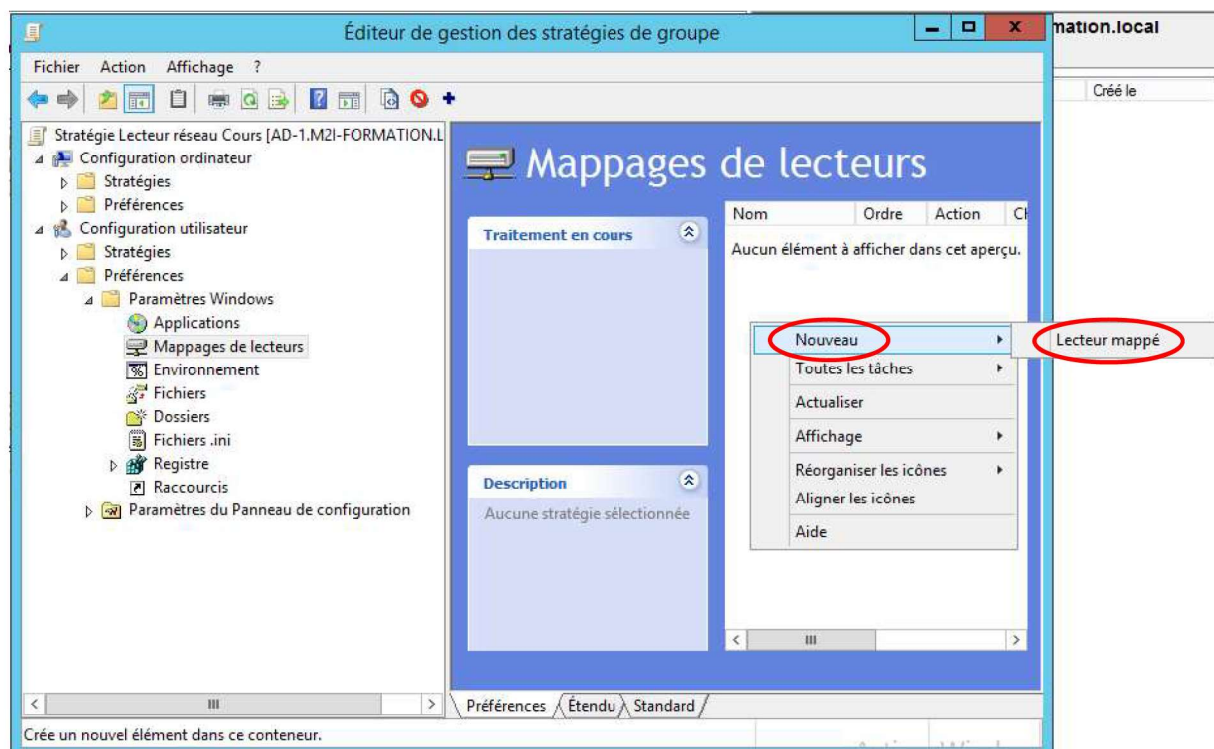 Éditeur de gestion des stratégies de groupe
mation.local
Fichier Action Affichage ?
Créé le
Stratégie Lecteur réseau Cours [AD-1.M2I-FORMATION.L
Configuration ordinateur
Stratégies
Préférences
Configuration utilisateur
Stratégies
Préférences
Paramètres Windows
Applications
Mappages de lecteurs
Environnement
Fichiers
Dossiers
Fichiers .ini
Registre
Raccourcis
Paramètres du Panneau de configuration
Mappages de lecteurs
Traitement en cours
Description
Aucune stratégie sélectionnée
Nom Ordre Action
Aucun élément à afficher dans cet aperçu.
Nouveau
Lecteur mappé
Toutes les tâches
Actualiser
Affichage
Réorganiser les icônes
Aligner les icônes
Aide
Préférences Étendu Standard
Crée un nouvel élément dans ce conteneur.